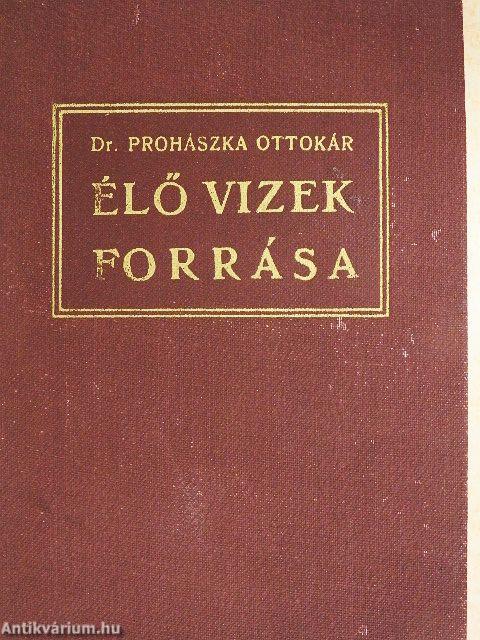 Dr. PROHÁSZKA OTTOKÁR
ÉLŐ VIZEK
FORRÁSA
Antikvárium.hu